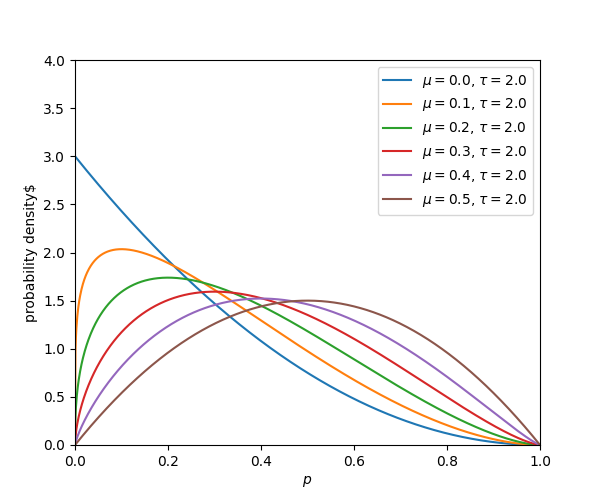 4.0
3.5
3.0
2.5
2.0
1.5
1.0
0.5
0.0
probability density$
μ = 0.0, τ = 2.0
μ = 0.1, τ = 2.0
μ = 0.2, τ = 2.0
μ = 0.3, τ = 2.0
μ = 0.4, τ = 2.0
μ = 0.5, τ = 2.0
0.0 0.2 0.4 0.6 0.8 1.0
p